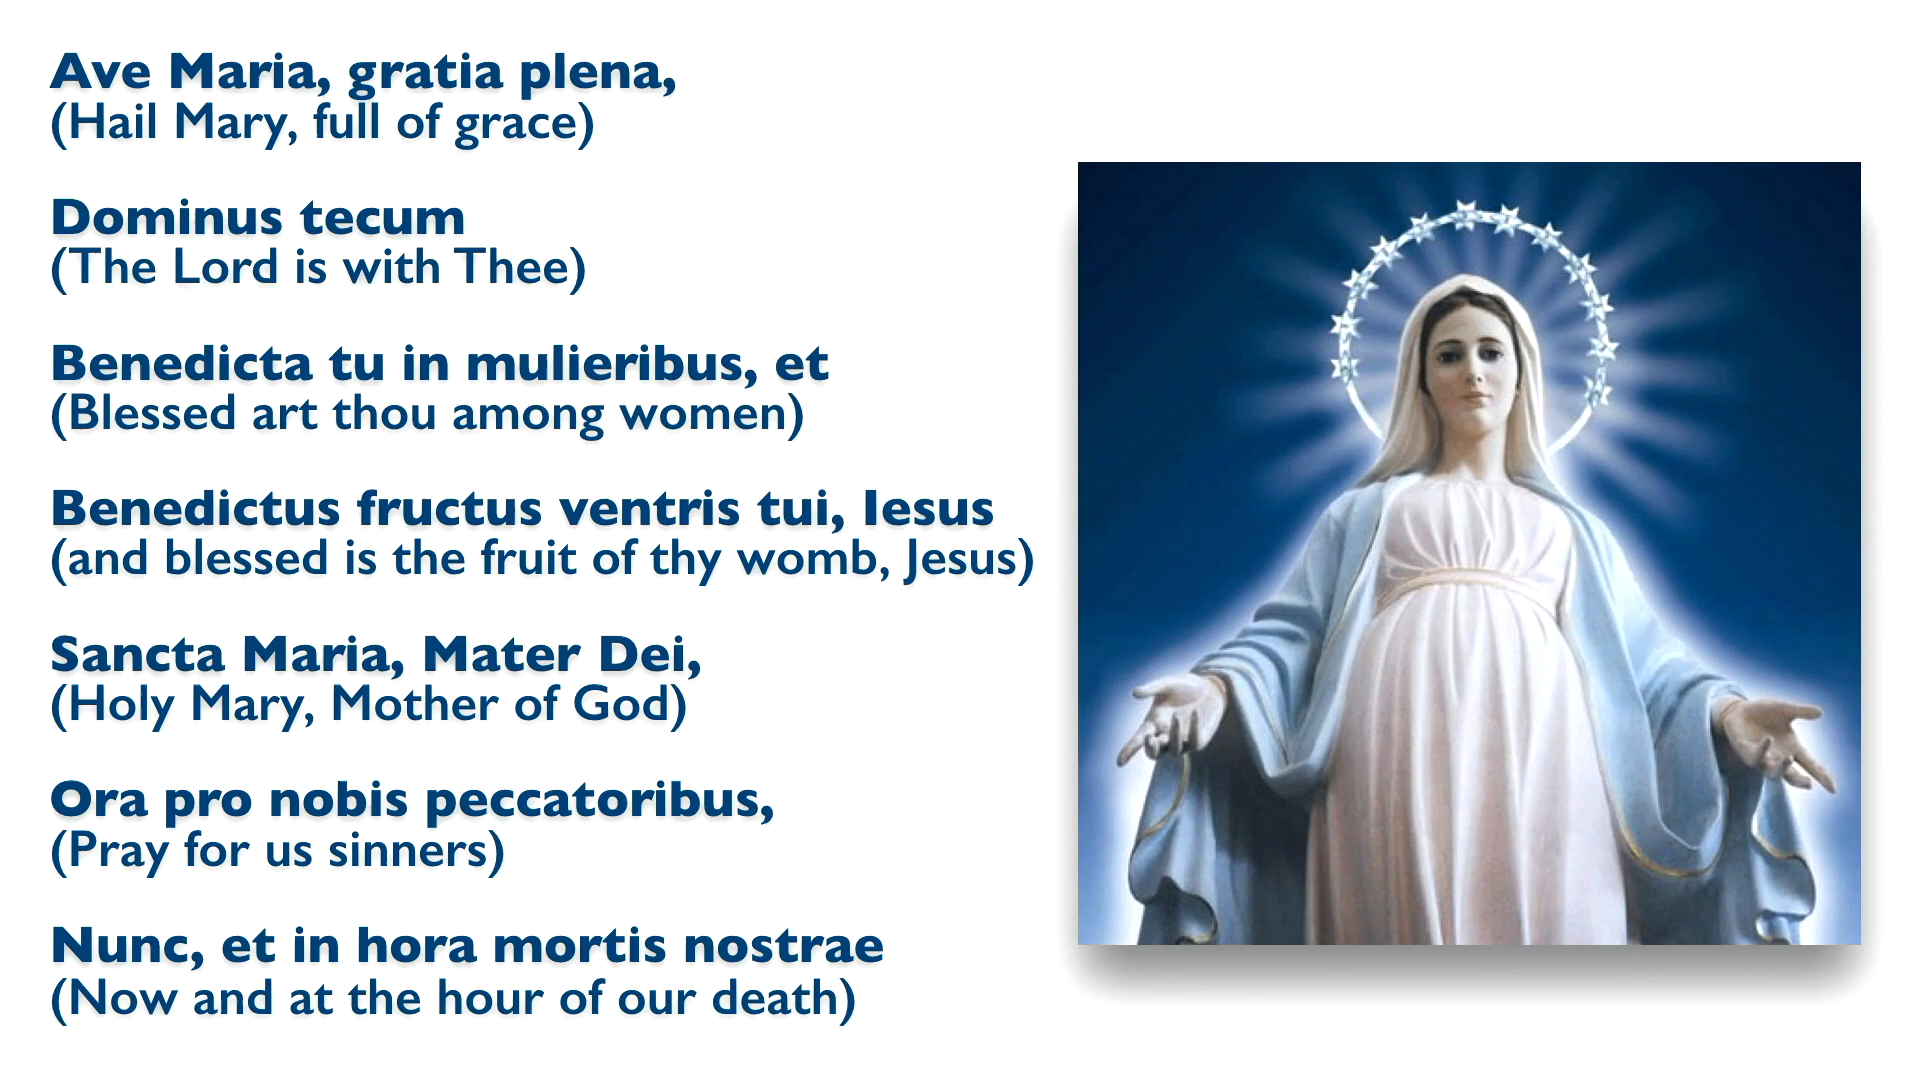 Ave Maria, gratia plena,
(Hail Mary, full of grace)
Dominus tecum
(The Lord is with Thee)
Benedicta tu in mulieribus, et
(Blessed art thou among women)
Benedictus fructus ventris tui, Iesus
(and blessed is the fruit of thy womb, Jesus)
Sancta Maria, Mater Dei,
(Holy Mary, Mother of God)
Ora pro nobis peccatoribus,
(Pray for us sinners)
Nunc, et in hora mortis nostrae
(Now and at the hour of our death)